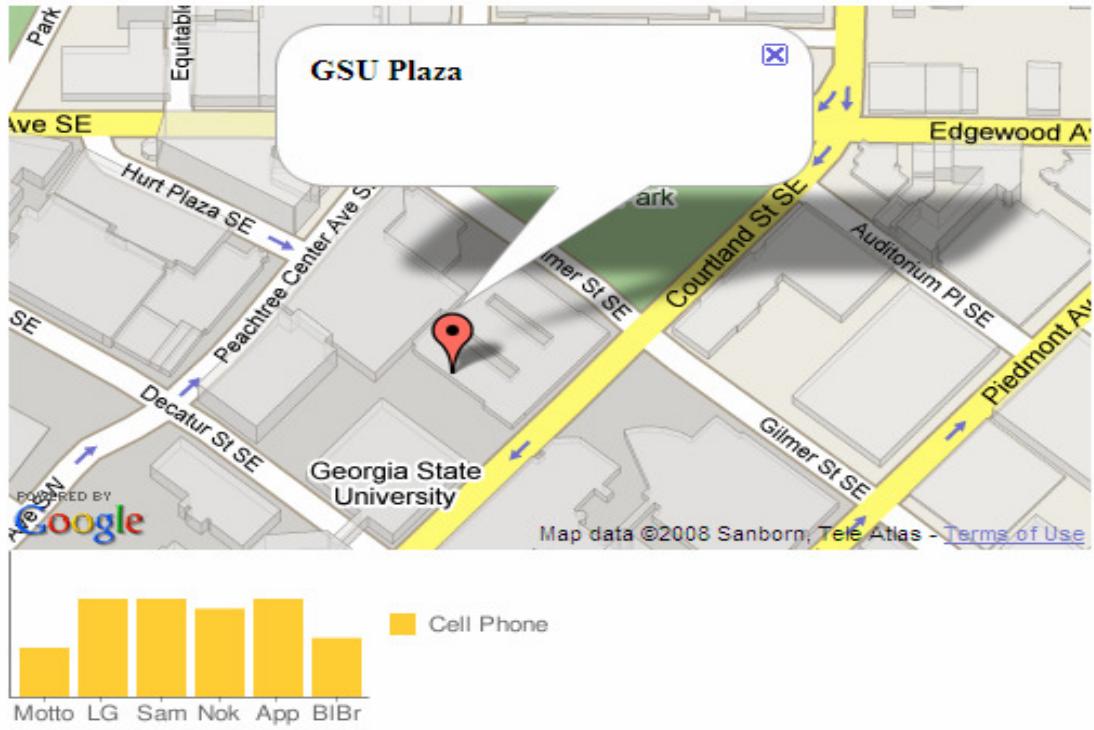 Park
Equitable
GSU Plaza
Ave SE
Edgewood Av
Hurt Plaza SE
Peachtree Center Ave S
ark
Courtland St SE
Auditorium Pl SE
lmer St SE
SE
Piedmont Av
Decatur St SE
Gilmer St SE
Georgia State
University
POWERED BY
Google
Map data ©2008 Sanborn, Tele Atlas - Terms of Use
Cell Phone
Motto LG Sam Nok App BlBr